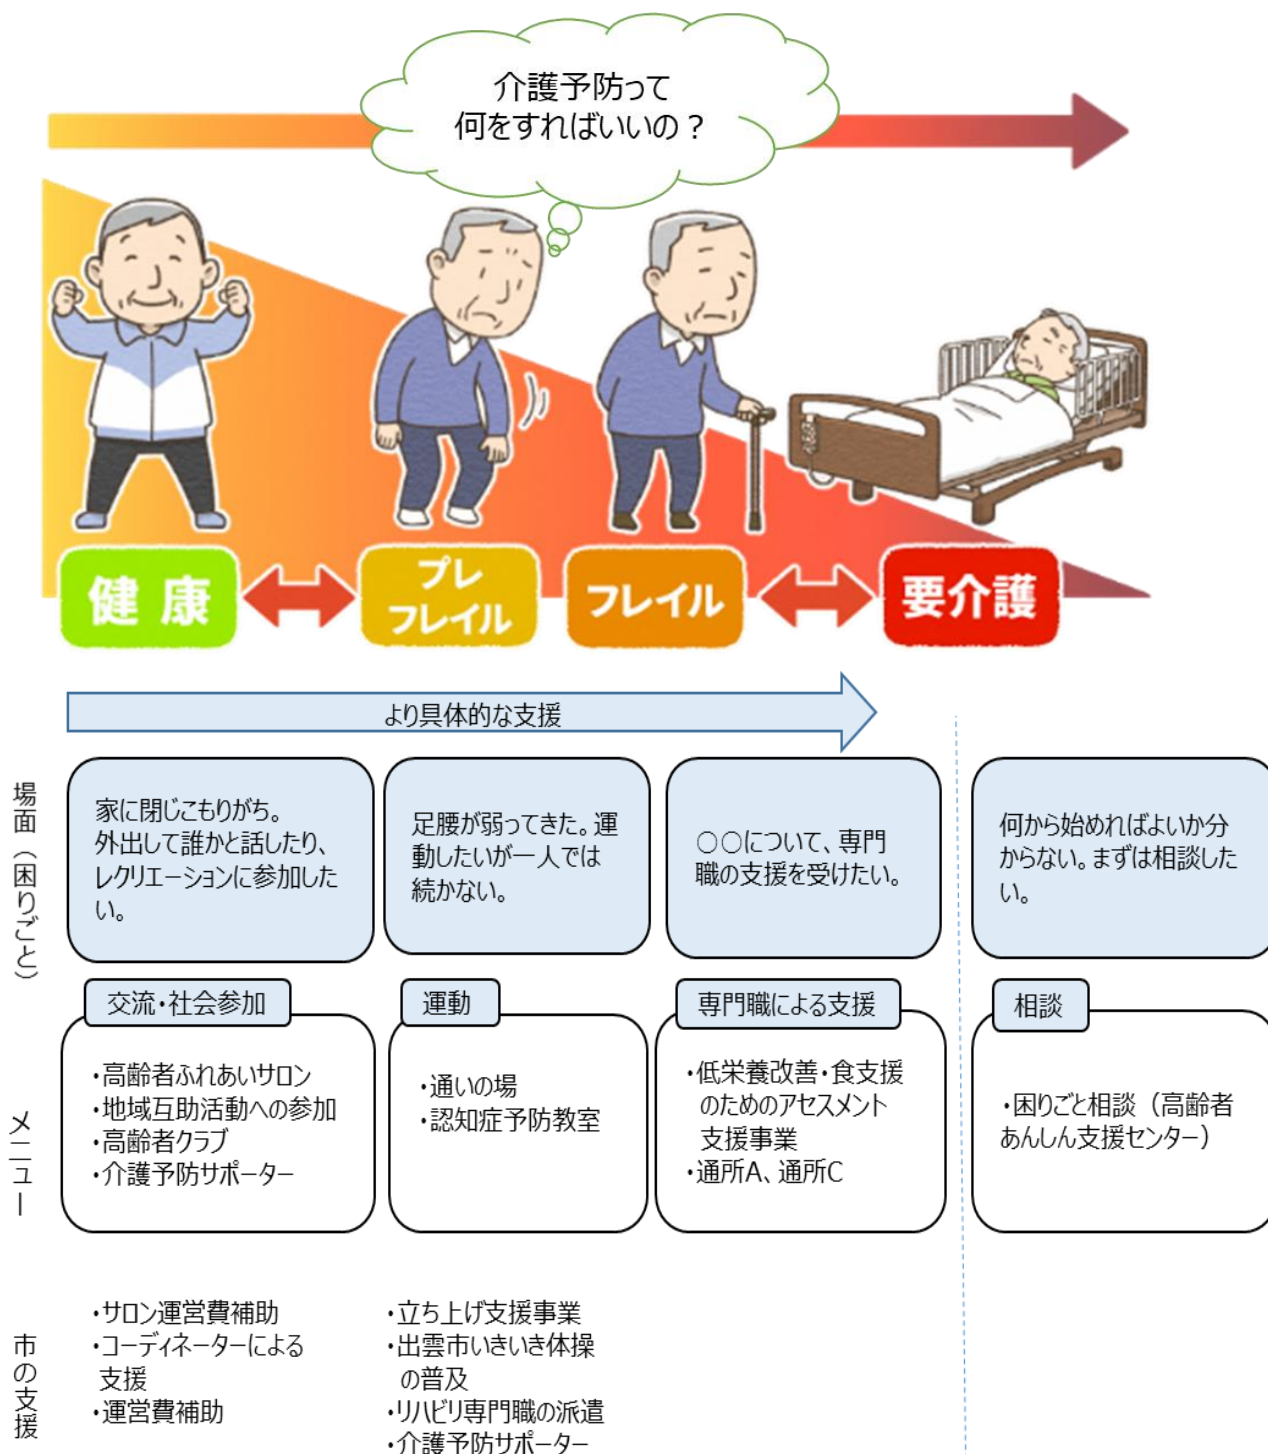 介護予防って
何をすればいいの？
健 康
プレ
フレイル
フレイル
要介護
より具体的な支援
場面（困りごと）
家に閉じこもりがち。
外出して誰かと話したり、
レクリエーションに参加した
い。
足腰が弱ってきた。運
動したいが一人では
続かない。
○○について、専門
職の支援を受けたい。
何から始めればよいか分
からない。まずは相談した
い。
メニュー
交流・社会参加
・高齢者ふれあいサロン
・地域互助活動への参加
・高齢者クラブ
・介護予防サポーター
運動
・通いの場
・認知症予防教室
専門職による支援
・低栄養改善・食支援
のためのアセスメント
支援事業
・通所A、通所C
相談
・困りごと相談（高齢者
あんしん支援センター）
市の支援
・サロン運営費補助
・コーディネーターによる
支援
・運営費補助
・立ち上げ支援事業
・出雲市いきいき体操
の普及
・リハビリ専門職の派遣
・介護予防サポーター